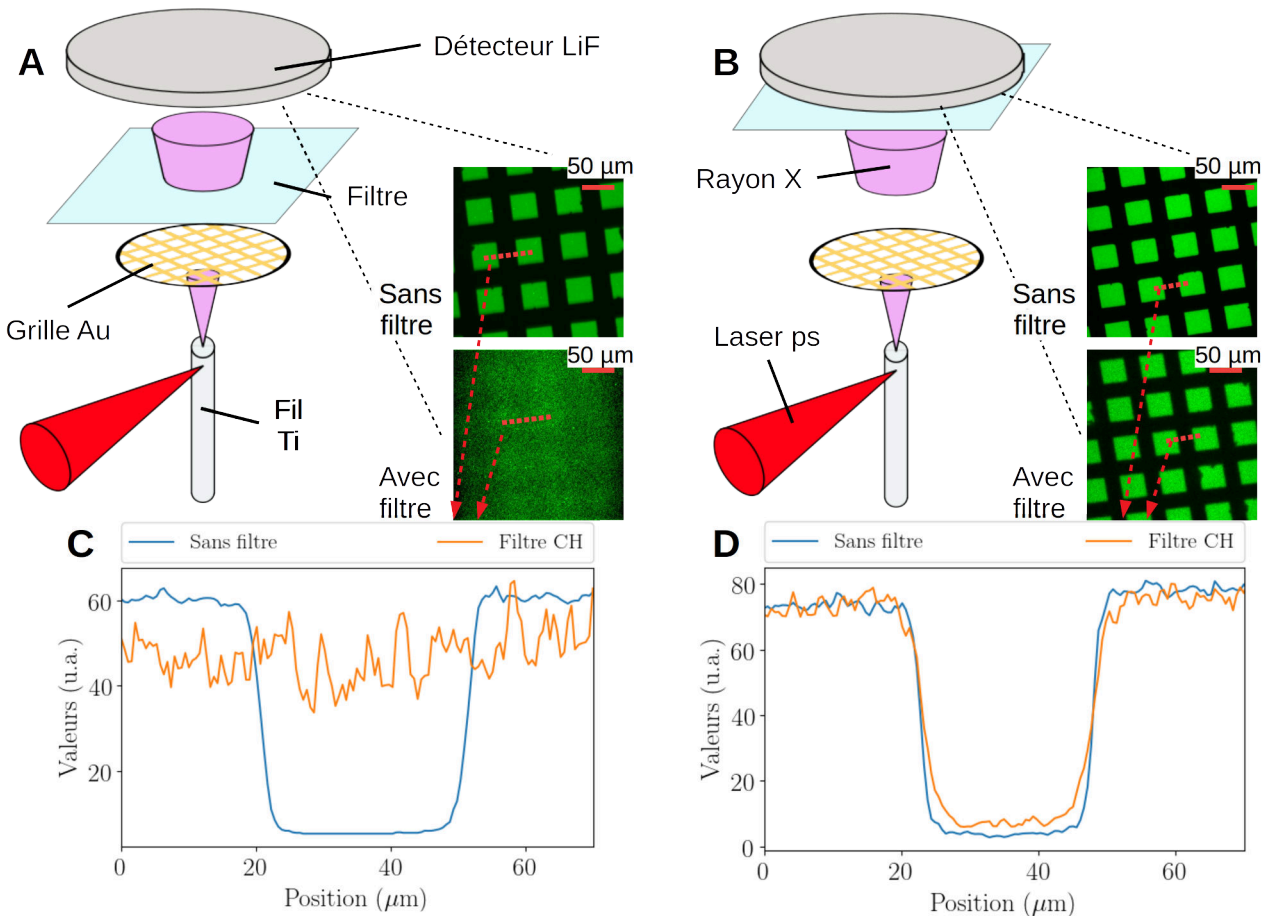 A
Détecteur LiF
Filtre
Grille Au
Fil
Ti
50 µm
Sans
filtre
50 µm
Avec
filtre
B
Rayon X
Laser ps
50 µm
Sans
filtre
50 µm
Avec
filtre
C
Sans filtre
Filtre CH
Valeurs (u.a.)
60
40
20
0
20
40
60
Position (µm)
D
Sans filtre
Filtre CH
Valeurs (u.a.)
80
60
40
20
0
0
20
40
60
Position (µm)